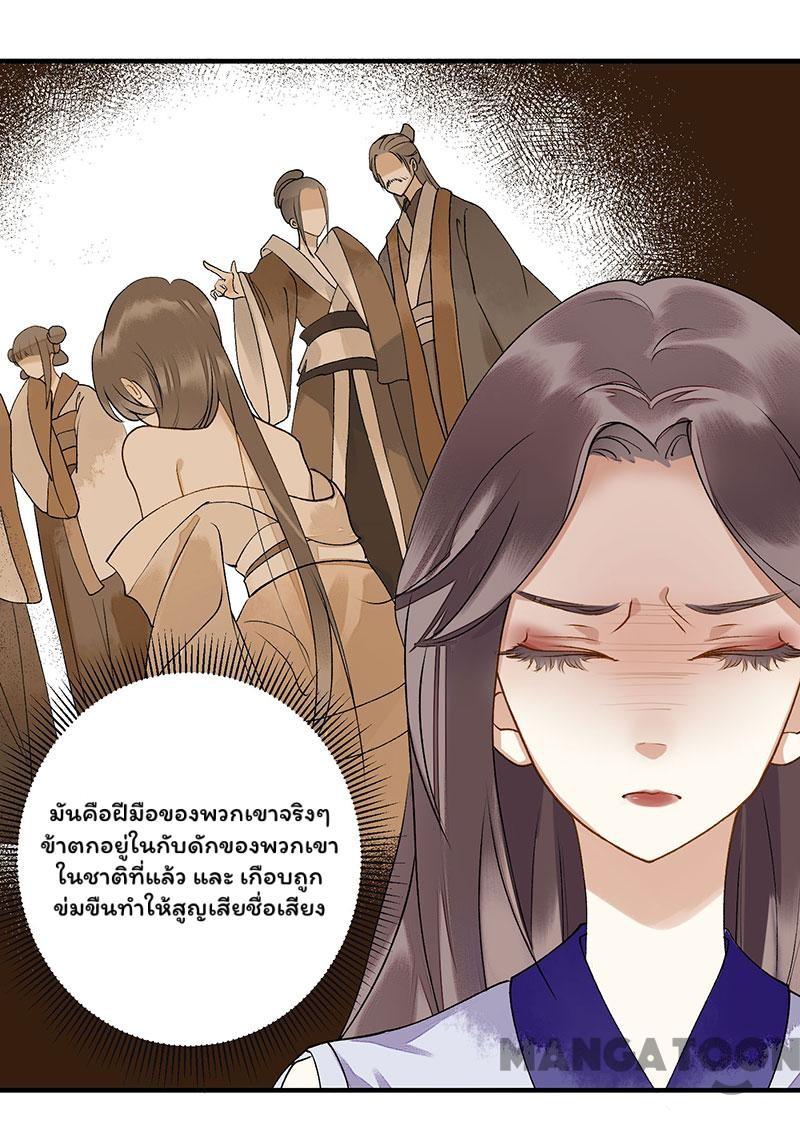 มันคือฝีมือของพวกเขาจริงๆ
ข้าตกอยู่ในกับดักของพวกเขา
ในชาติที่แล้ว และ เกือบถูก
ข่มขืนทำให้สูญเสียชื่อเสียง
MANGATOON